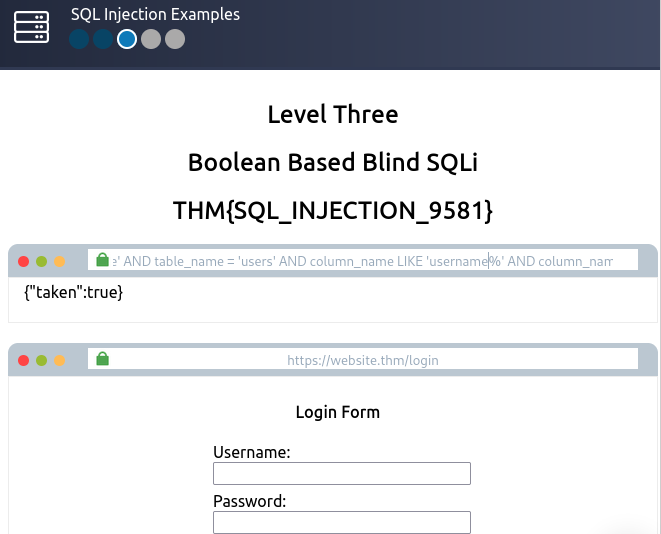 SQL Injection Examples
Level Three
Boolean Based Blind SQLi
THM{SQL_INJECTION_9581}
e' AND table_name = 'users' AND column_name LIKE 'username%' AND column_nam
{"taken":true}
https://website.thm/login
Login Form
Username:
Password: